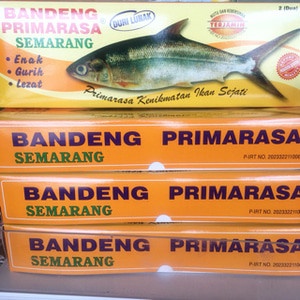 BANDENG
PRIMARASA
SEMARANG
DURI LUNAK
• Enak
• Gurih
• Lezat
TERJAMIN
Primarasa Kenikmatan Ikan Sejati
BANDENG PRIMARASA
SEMARANG
BANDENG PRIMARASA
SEMARANG
BANDENG PRIMARASA
SEMARANG